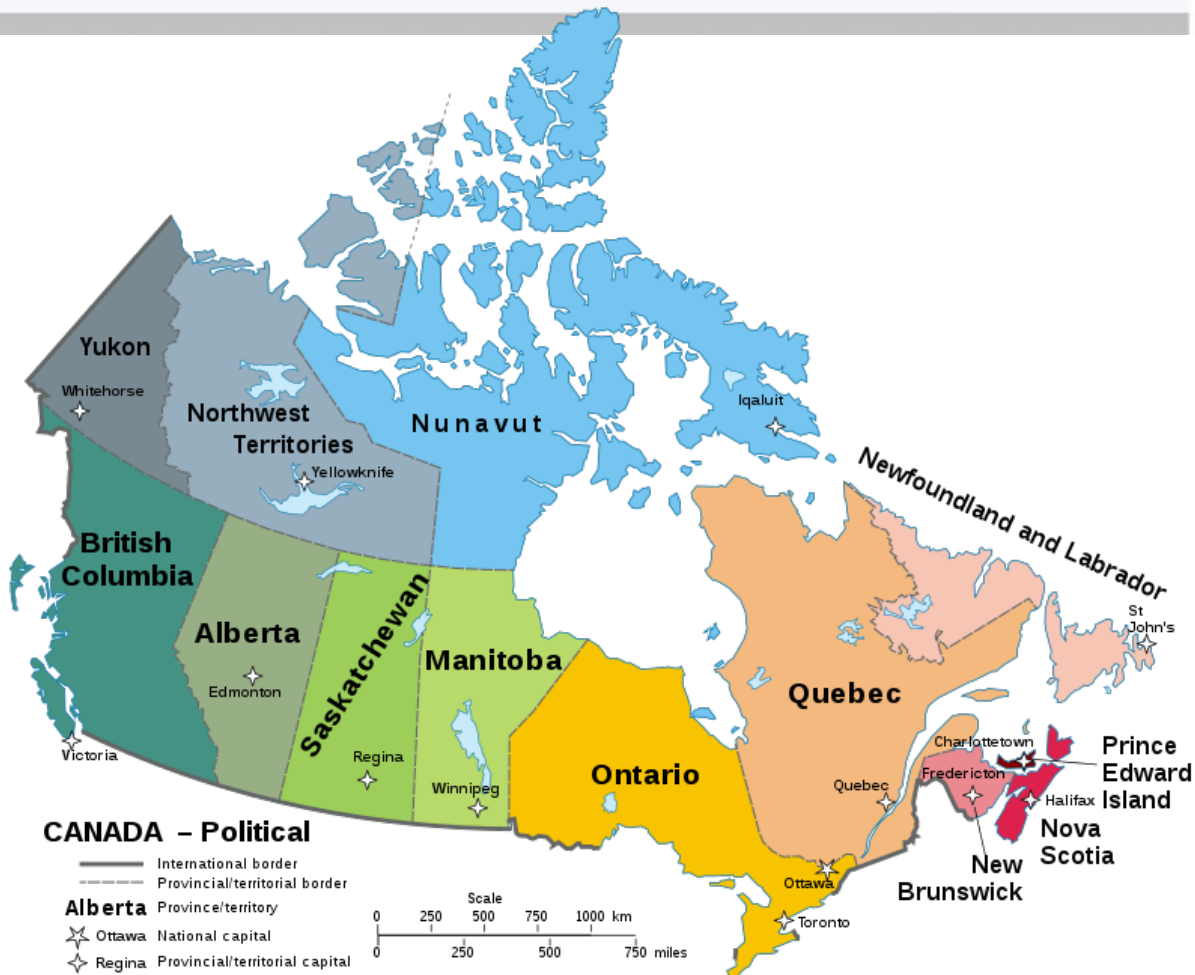 Yukon
Whitehorse
Northwest
Territories
Yellowknife
Nunavut
Iqaluit
Newfoundland and Labrador
St
John's
British
Columbia
Victoria
Alberta
Edmonton
Saskatchewan
Regina
Manitoba
Winnipeg
Ontario
Ottawa
Toronto
Quebec
Quebec
Charlottetown
Prince
Edward
Island
Fredericton
Halifax
Nova
Scotia
New
Brunswick
CANADA – Political
International border
Provincial/territorial border
Alberta Province/territory
Ottawa National capital
Regina Provincial/territorial capital
Scale
0 250 500 750 1000 km
0 250 500 750 miles